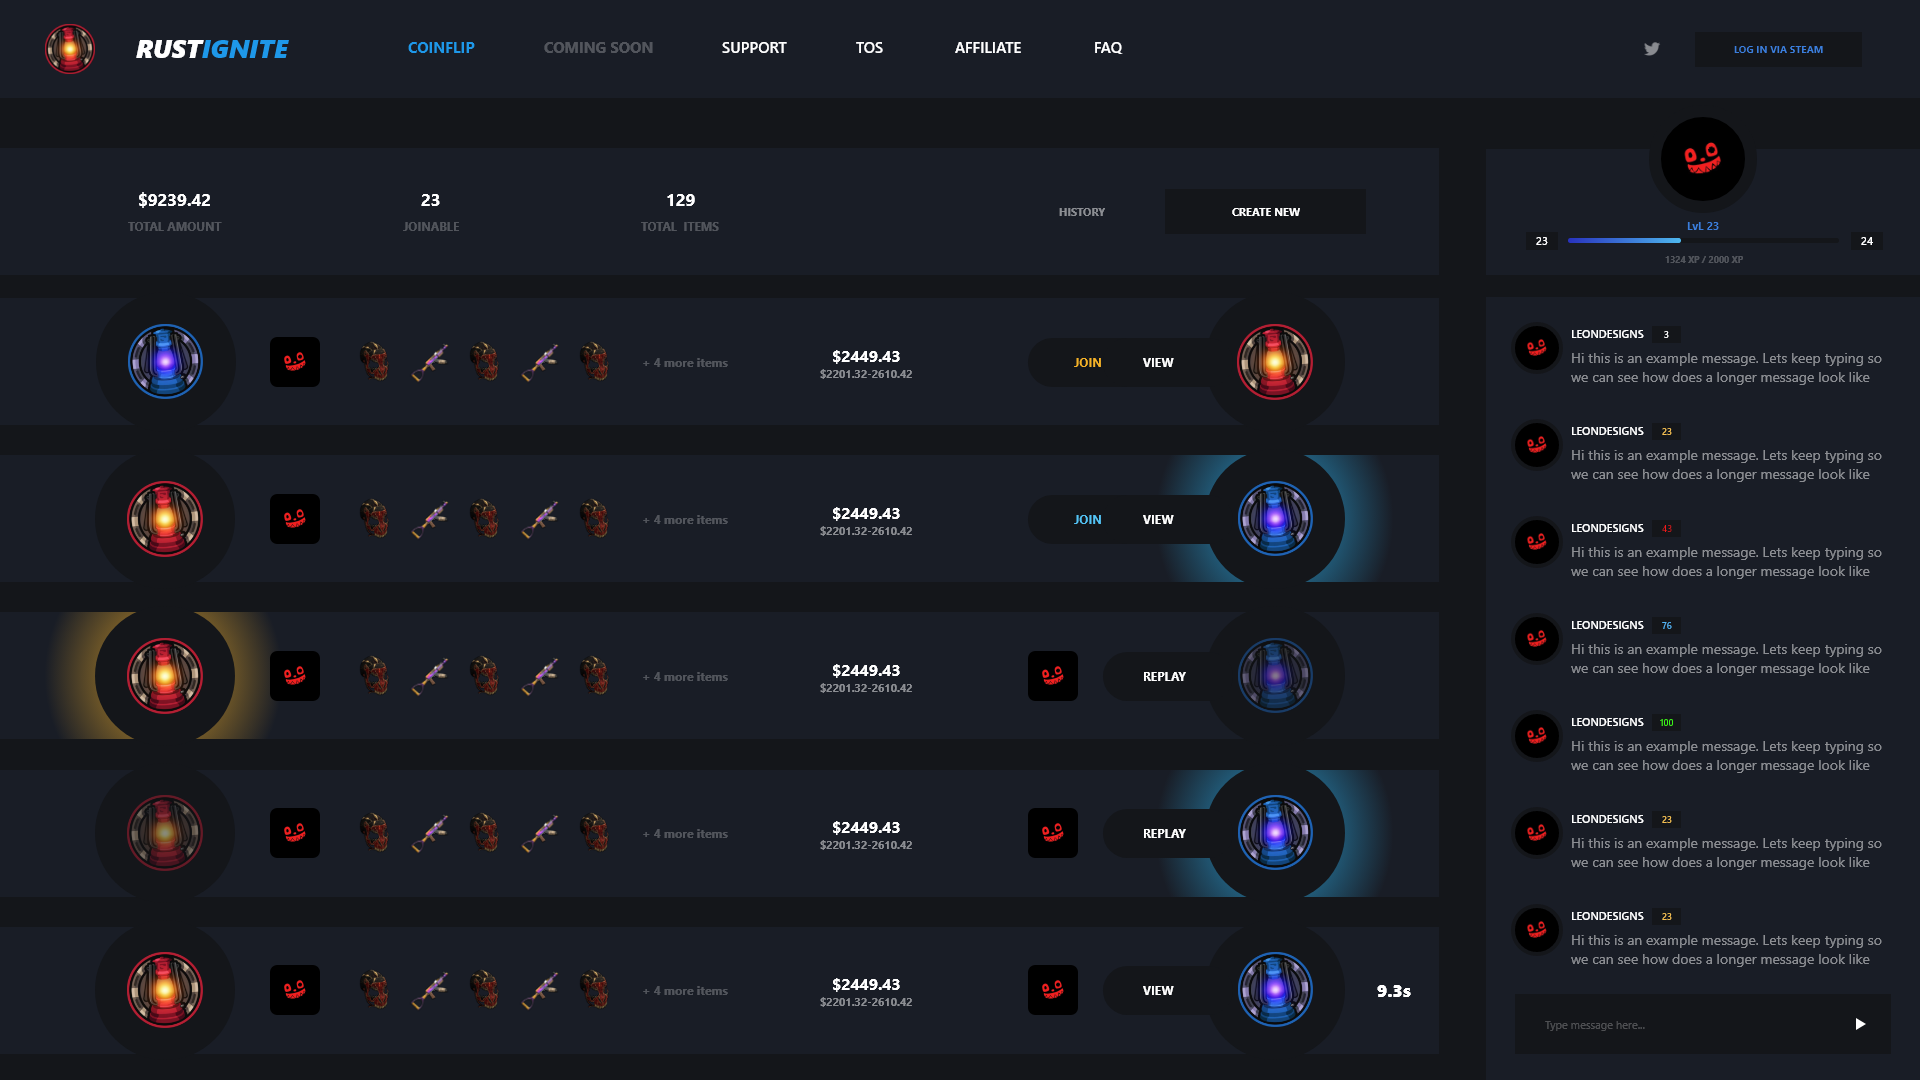 RUSTIGNITE
COINFLIP
COMING SOON
SUPPORT
TOS
AFFILIATE
FAQ
LOG IN VIA STEAM
$9239.42
TOTAL AMOUNT
23
JOINABLE
129
TOTAL ITEMS
HISTORY
CREATE NEW
+ 4 more items
$2449.43
$2201.32-2610.42
JOIN
VIEW
+ 4 more items
$2449.43
$2201.32-2610.42
JOIN
VIEW
+ 4 more items
$2449.43
$2201.32-2610.42
REPLAY
+ 4 more items
$2449.43
$2201.32-2610.42
REPLAY
+ 4 more items
$2449.43
$2201.32-2610.42
VIEW
9.3s
LvL 23
23
24
1324 XP / 2000 XP
LEONDESIGNS 3
Hi this is an example message. Lets keep typing so
we can see how does a longer message look like
LEONDESIGNS 23
Hi this is an example message. Lets keep typing so
we can see how does a longer message look like
LEONDESIGNS 43
Hi this is an example message. Lets keep typing so
we can see how does a longer message look like
LEONDESIGNS 76
Hi this is an example message. Lets keep typing so
we can see how does a longer message look like
LEONDESIGNS 100
Hi this is an example message. Lets keep typing so
we can see how does a longer message look like
LEONDESIGNS 23
Hi this is an example message. Lets keep typing so
we can see how does a longer message look like
LEONDESIGNS 23
Hi this is an example message. Lets keep typing so
we can see how does a longer message look like
Type message here...